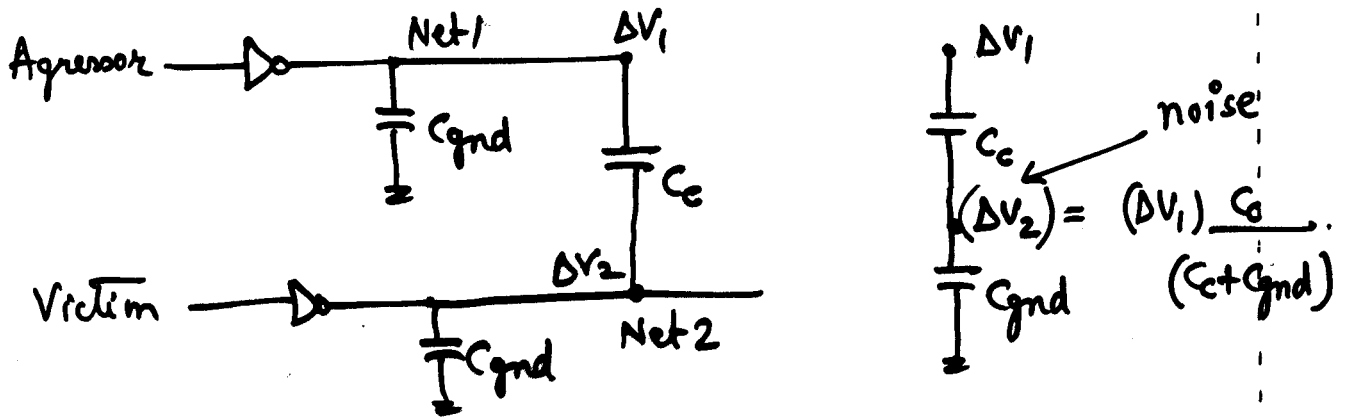 Agressor
Net1
ΔV₁
Cgnd
Cc
Victim
ΔV₂
Net2
Cgnd
ΔV₁
noise
Cc
(ΔV₂) = (ΔV₁) Cc
(Cc+Cgnd)
Cgnd